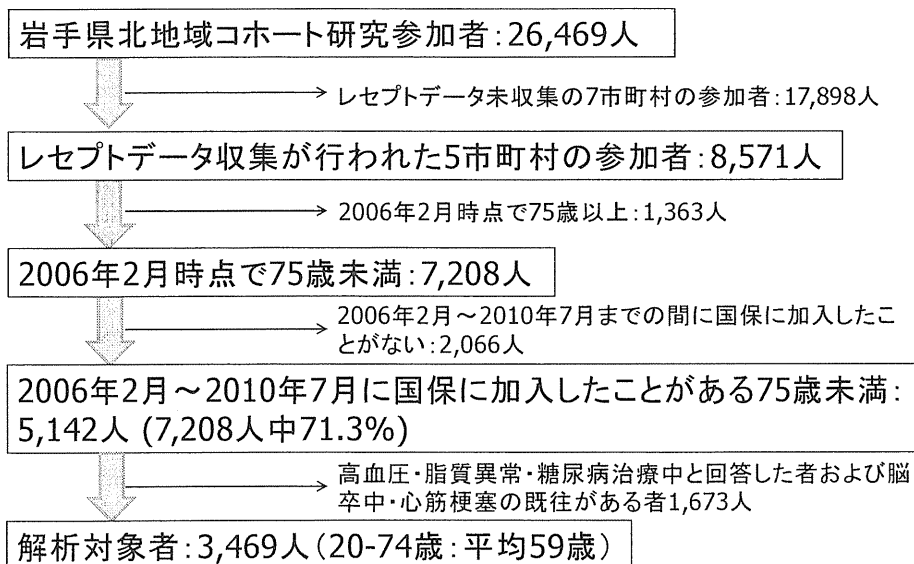 岩手県北地域コホート研究参加者:26,469人
レセプトデータ未収集の7市町村の参加者:17,898人
レセプトデータ収集が行われた5市町村の参加者:8,571人
2006年2月時点で75歳以上:1,363人
2006年2月時点で75歳未満:7,208人
2006年2月～2010年7月までの間に国保に加入したこ
とがない:2,066人
2006年2月～2010年7月に国保に加入したことがある75歳未満:
5,142人 (7,208人中71.3%)
高血圧・脂質異常・糖尿病治療中と回答した者および脳
卒中・心筋梗塞の既往がある者1,673人
解析対象者:3,469人(20-74歳:平均59歳)